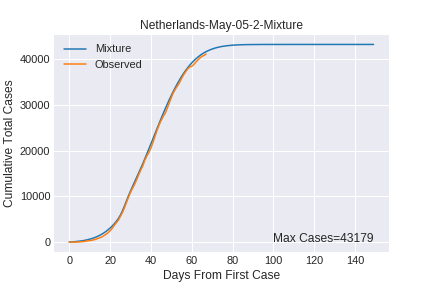 Netherlands-May-05-2-Mixture
Mixture
Observed
Cumulative Total Cases
40000
30000
20000
10000
0
Max Cases=43179
0 20 40 60 80 100 120 140
Days From First Case